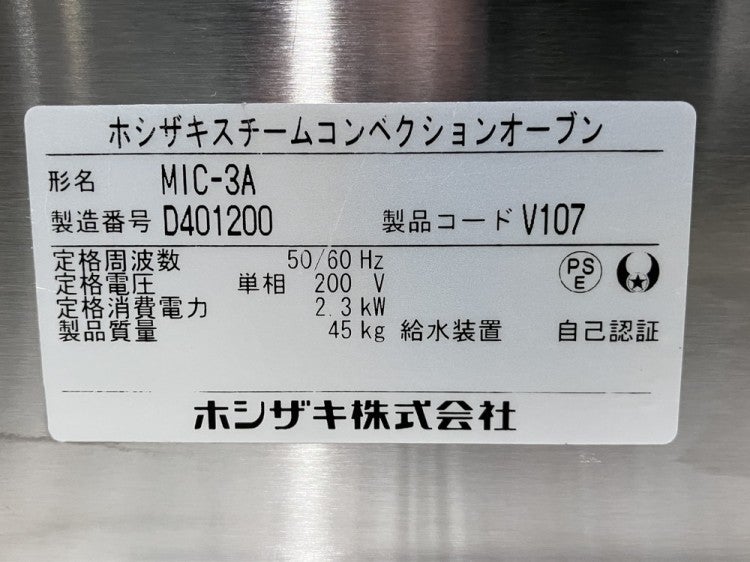 ホシザキスチームコンベクションオーブン
形名 MIC-3A
製造番号 D401200 製品コード V107
定格周波数 50/60 Hz
定格電圧 単相 200 V
定格消費電力 2.3 kW
製品質量 45 kg 給水装置 自己認証
PS
E
ホシザキ株式会社